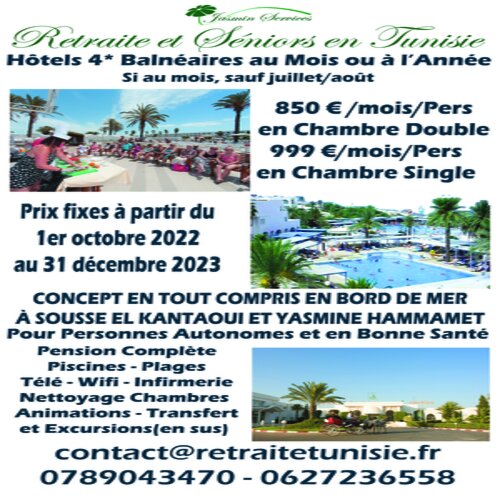 Jasmin Services
Retraite et Séniors en Tunisie
Hôtels 4* Balnéaires au Mois ou à l'Année
Si au mois, sauf juillet/août
850 €/mois/Pers
en Chambre Double
999 €/mois/Pers
en Chambre Single
Prix fixes à partir du
1er octobre 2022
au 31 décembre 2023
CONCEPT EN TOUT COMPRIS EN BORD DE MER
À SOUSSE EL KANTAOUI ET YASMINE HAMMAMET
Pour Personnes Autonomes et en Bonne Santé
Pension Complète
Piscines - Plages
Télé - Wifi - Infirmerie
Nettoyage Chambres
Animations - Transfert
et Excursions(en sus)
contact@retraitetunisie.fr
0789043470 - 0627236558